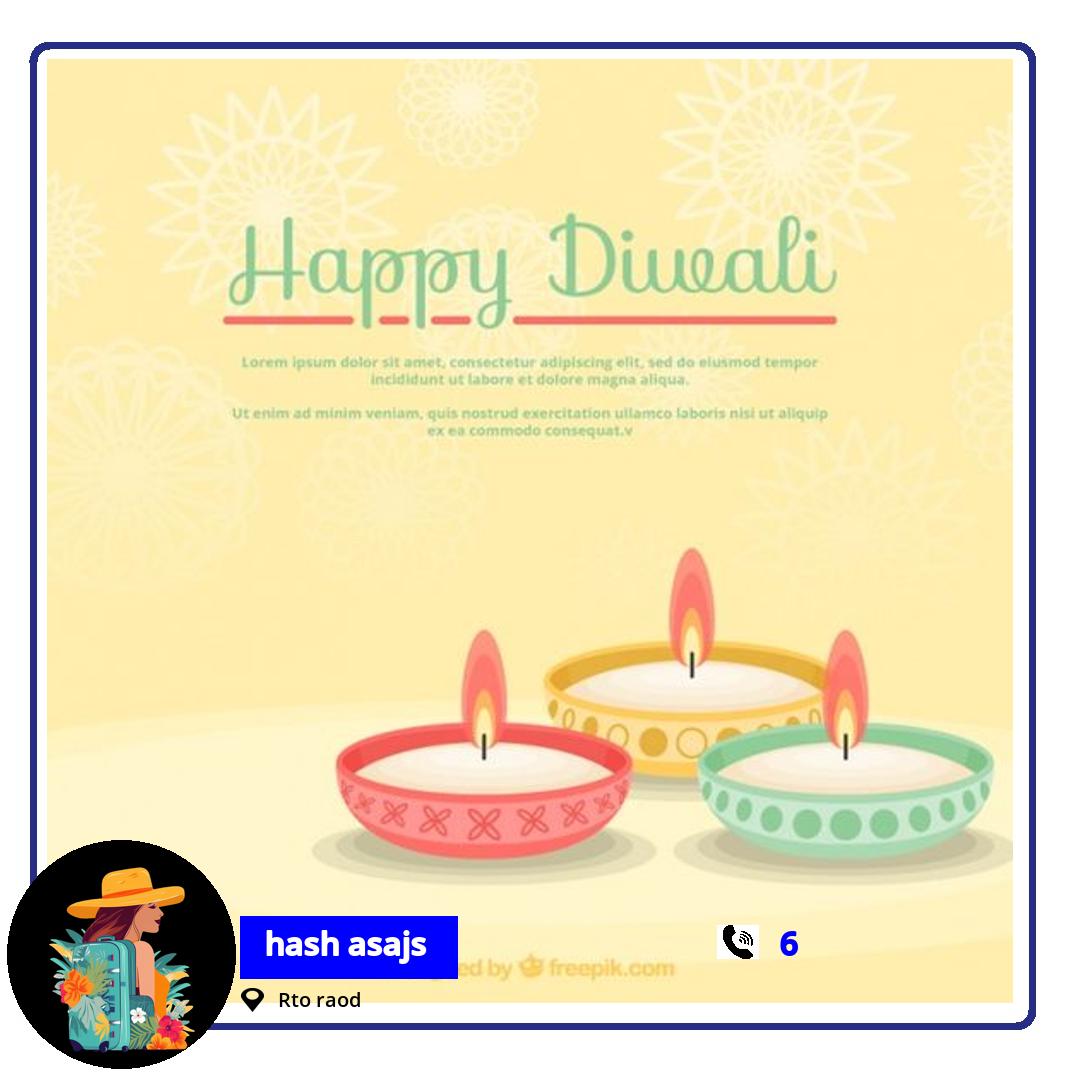 Happy Diwali
Lorem ipsum dolor sit amet, consectetur adipiscing elit, sed do eiusmod tempor
incididunt ut labore et dolore magna aliqua.
Ut enim ad minim veniam, quis nostrud exercitation ullamco laboris nisi ut aliquip
ex ea commodo consequat.v
hash asajs
6
ed by freepik.com
Rto raod